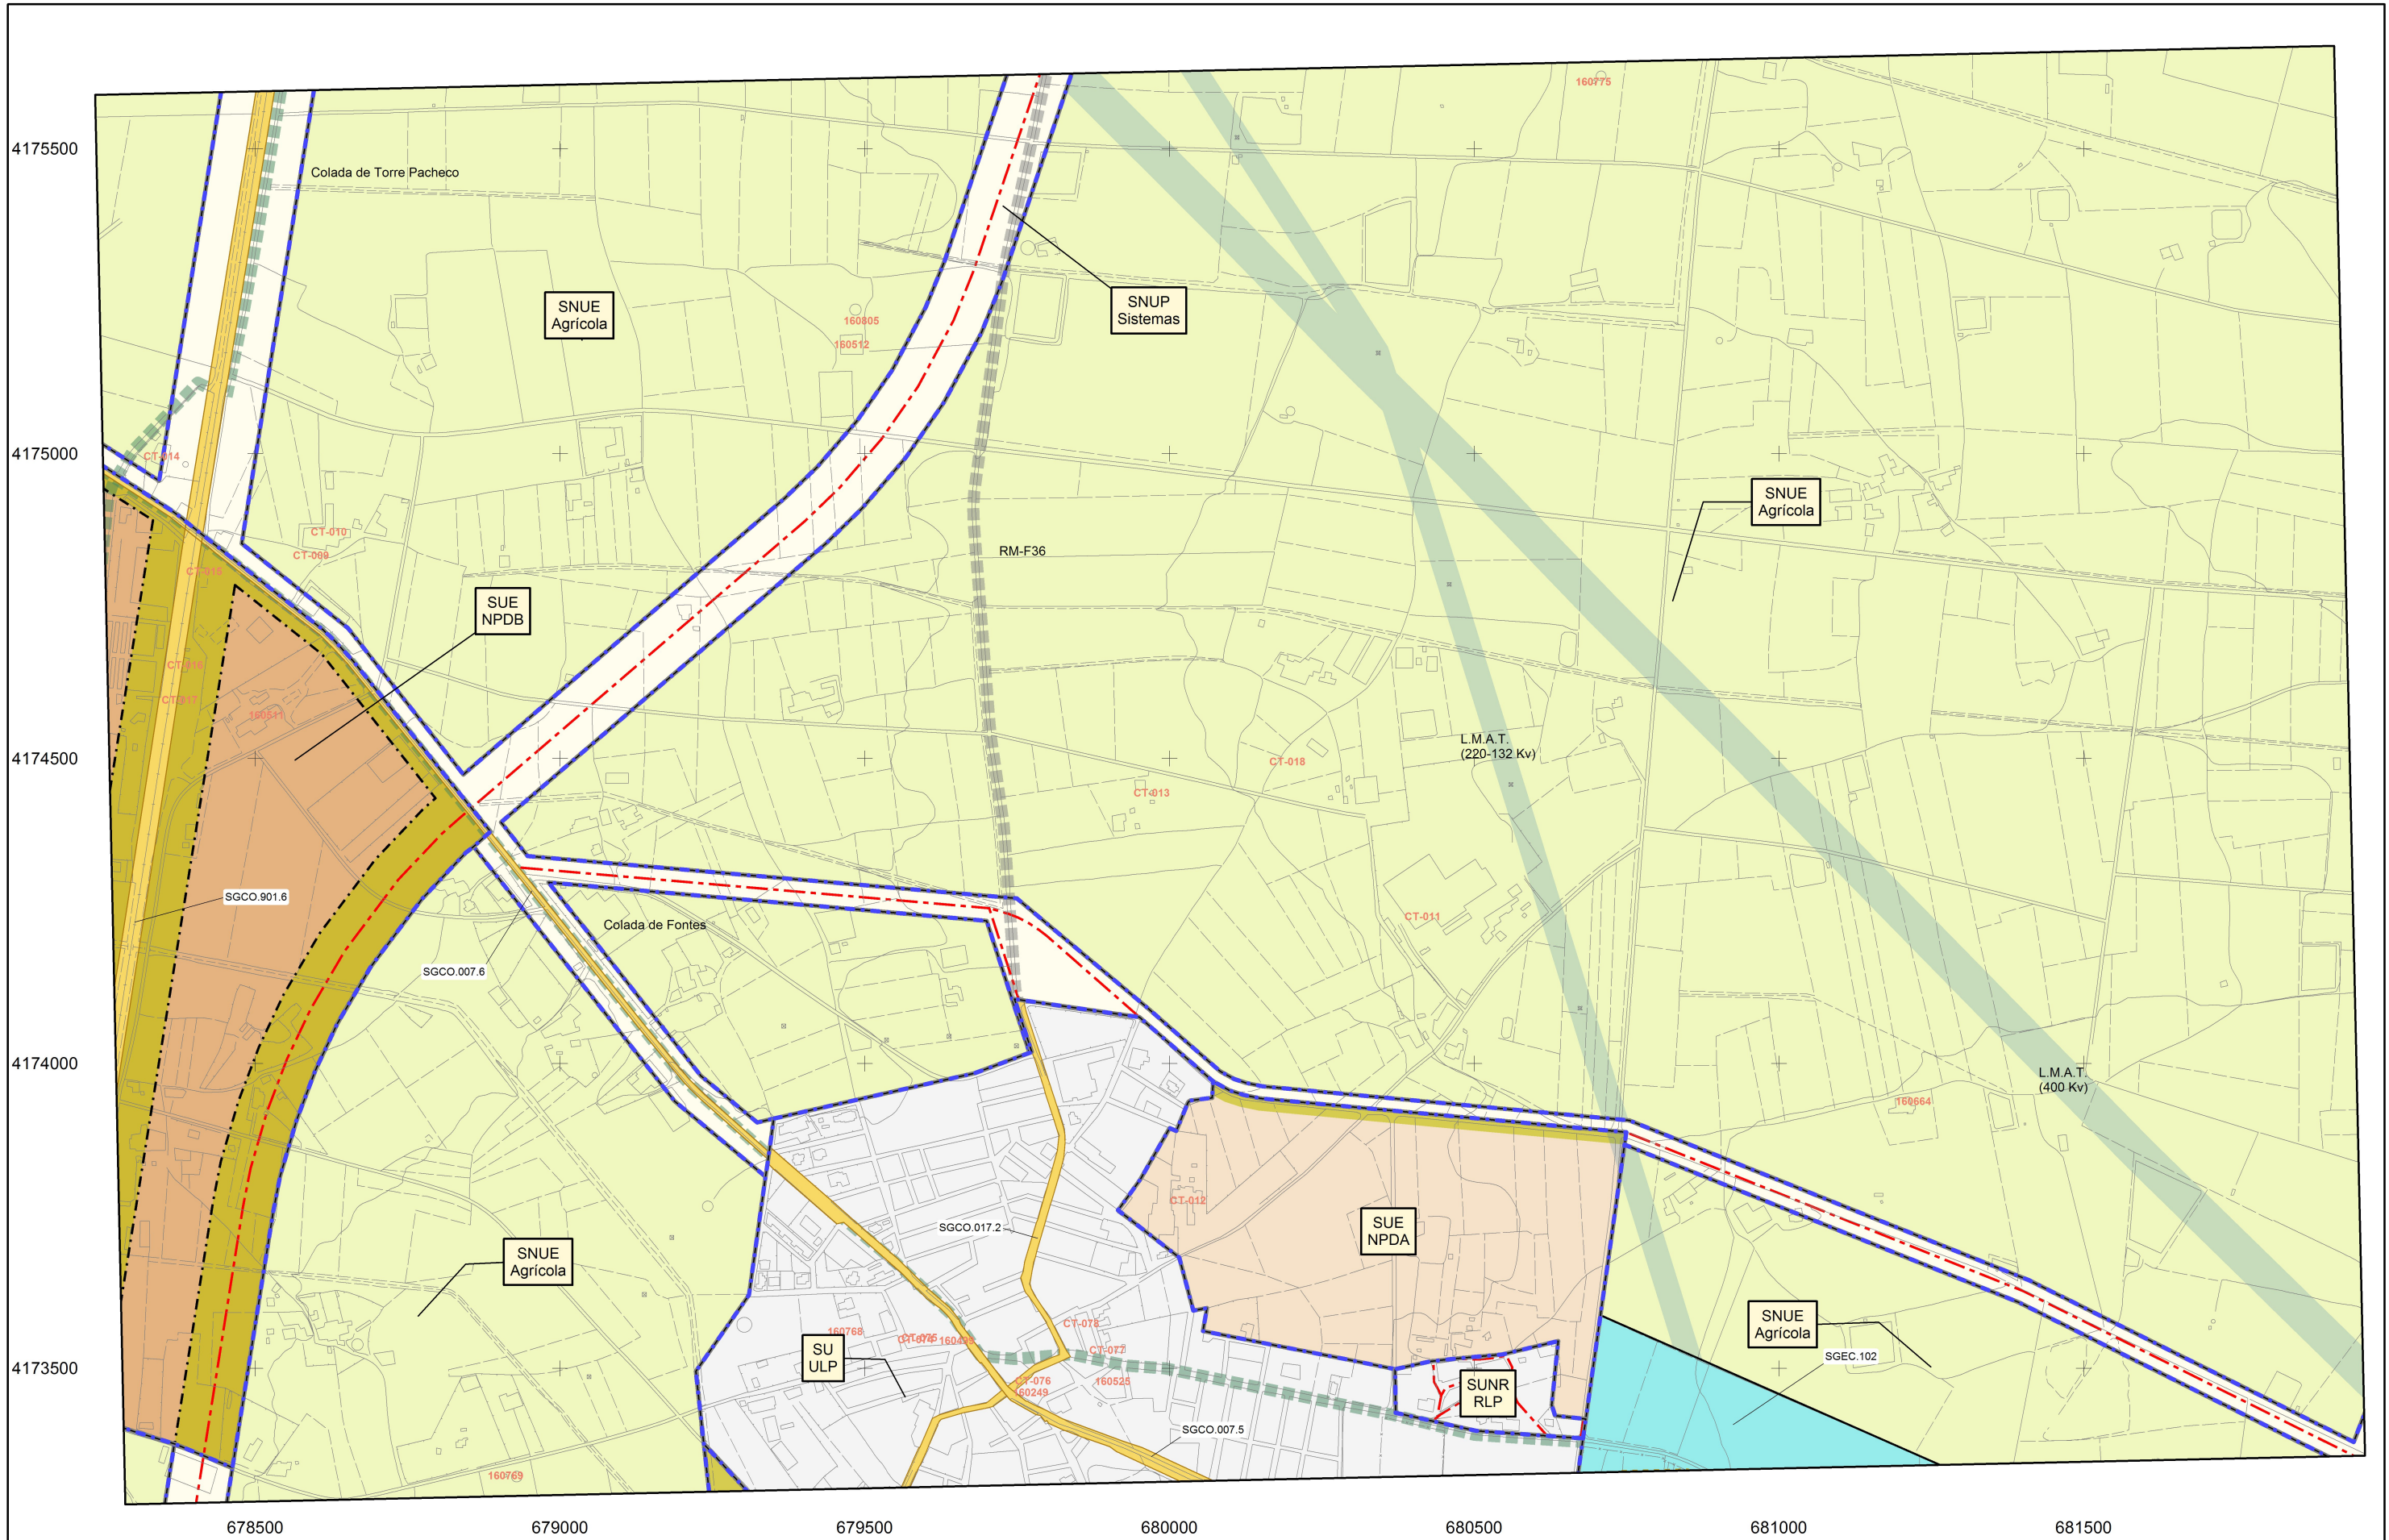 160775
4175500
Colada de Torre Pacheco
SNUE
Agrícola
SNUP
Sistemas
160805
160512
4175000
CT-014
SNUE
Agrícola
CT-010
CT-009
RM-F36
CT-015
SUE
NPDB
CT-016
CT-017
160511
4174500
L.M.A.T.
(220-132 Kv)
CT-018
CT-013
SGCO.901.6
CT-011
Colada de Fontes
SGCO.007.6
4174000
L.M.A.T.
(400 Kv)
160664
CT-012
SGCO.017.2
SUE
NPDA
SNUE
Agrícola
SNUE
Agrícola
160768
CT-075
160499
CT-078
SU
ULP
CT-077
SGEC.102
4173500
CT-076
160249
160525
SUNR
RLP
SGCO.007.5
160769
678500
679000
679500
680000
680500
681000
681500